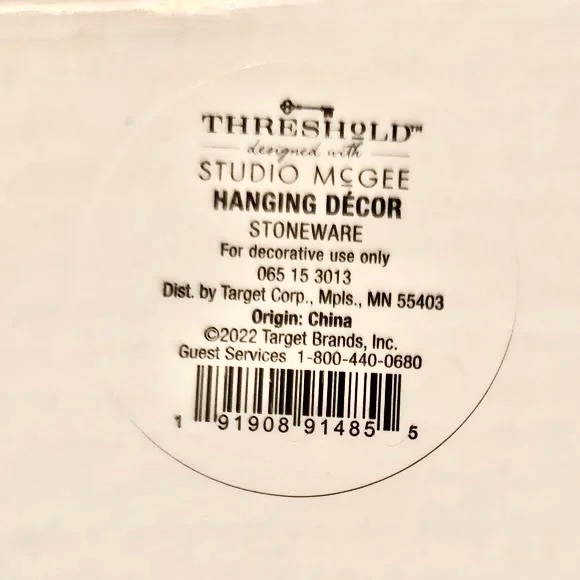 THRESHOLD™
designed with
STUDIO McGEE
HANGING DÉCOR
STONEWARE
For decorative use only
065 15 3013
Dist. by Target Corp., Mpls., MN 55403
Origin: China
©2022 Target Brands, Inc.
Guest Services 1-800-440-0680
1 91908 91485 5